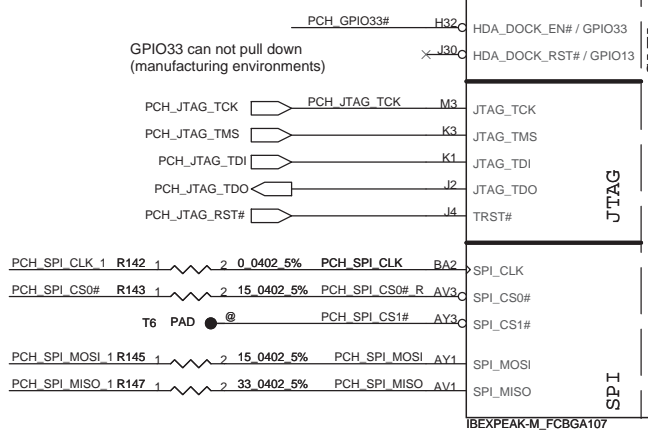 PCH_GPIO33# H32 HDA_DOCK_EN# / GPIO33
GPIO33 can not pull down
(manufacturing environments)
J30 HDA_DOCK_RST# / GPIO13
PCH_JTAG_TCK PCH_JTAG_TCK M3 JTAG_TCK
PCH_JTAG_TMS K3 JTAG_TMS
PCH_JTAG_TDI K1 JTAG_TDI
PCH_JTAG_TDO J2 JTAG_TDO
PCH_JTAG_RST# J4 TRST#
JTAG
PCH_SPI_CLK_1 R142 1 2 0_0402_5% PCH_SPI_CLK BA2 SPI_CLK
PCH_SPI_CS0# R143 1 2 15_0402_5% PCH_SPI_CS0#_R AV3 SPI_CS0#
T6 PAD @ PCH_SPI_CS1# AY3 SPI_CS1#
PCH_SPI_MOSI_1 R145 1 2 15_0402_5% PCH_SPI_MOSI AY1 SPI_MOSI
PCH_SPI_MISO_1 R147 1 2 33_0402_5% PCH_SPI_MISO AV1 SPI_MISO
SPI
IBEXPEAK-M_FCBGA107